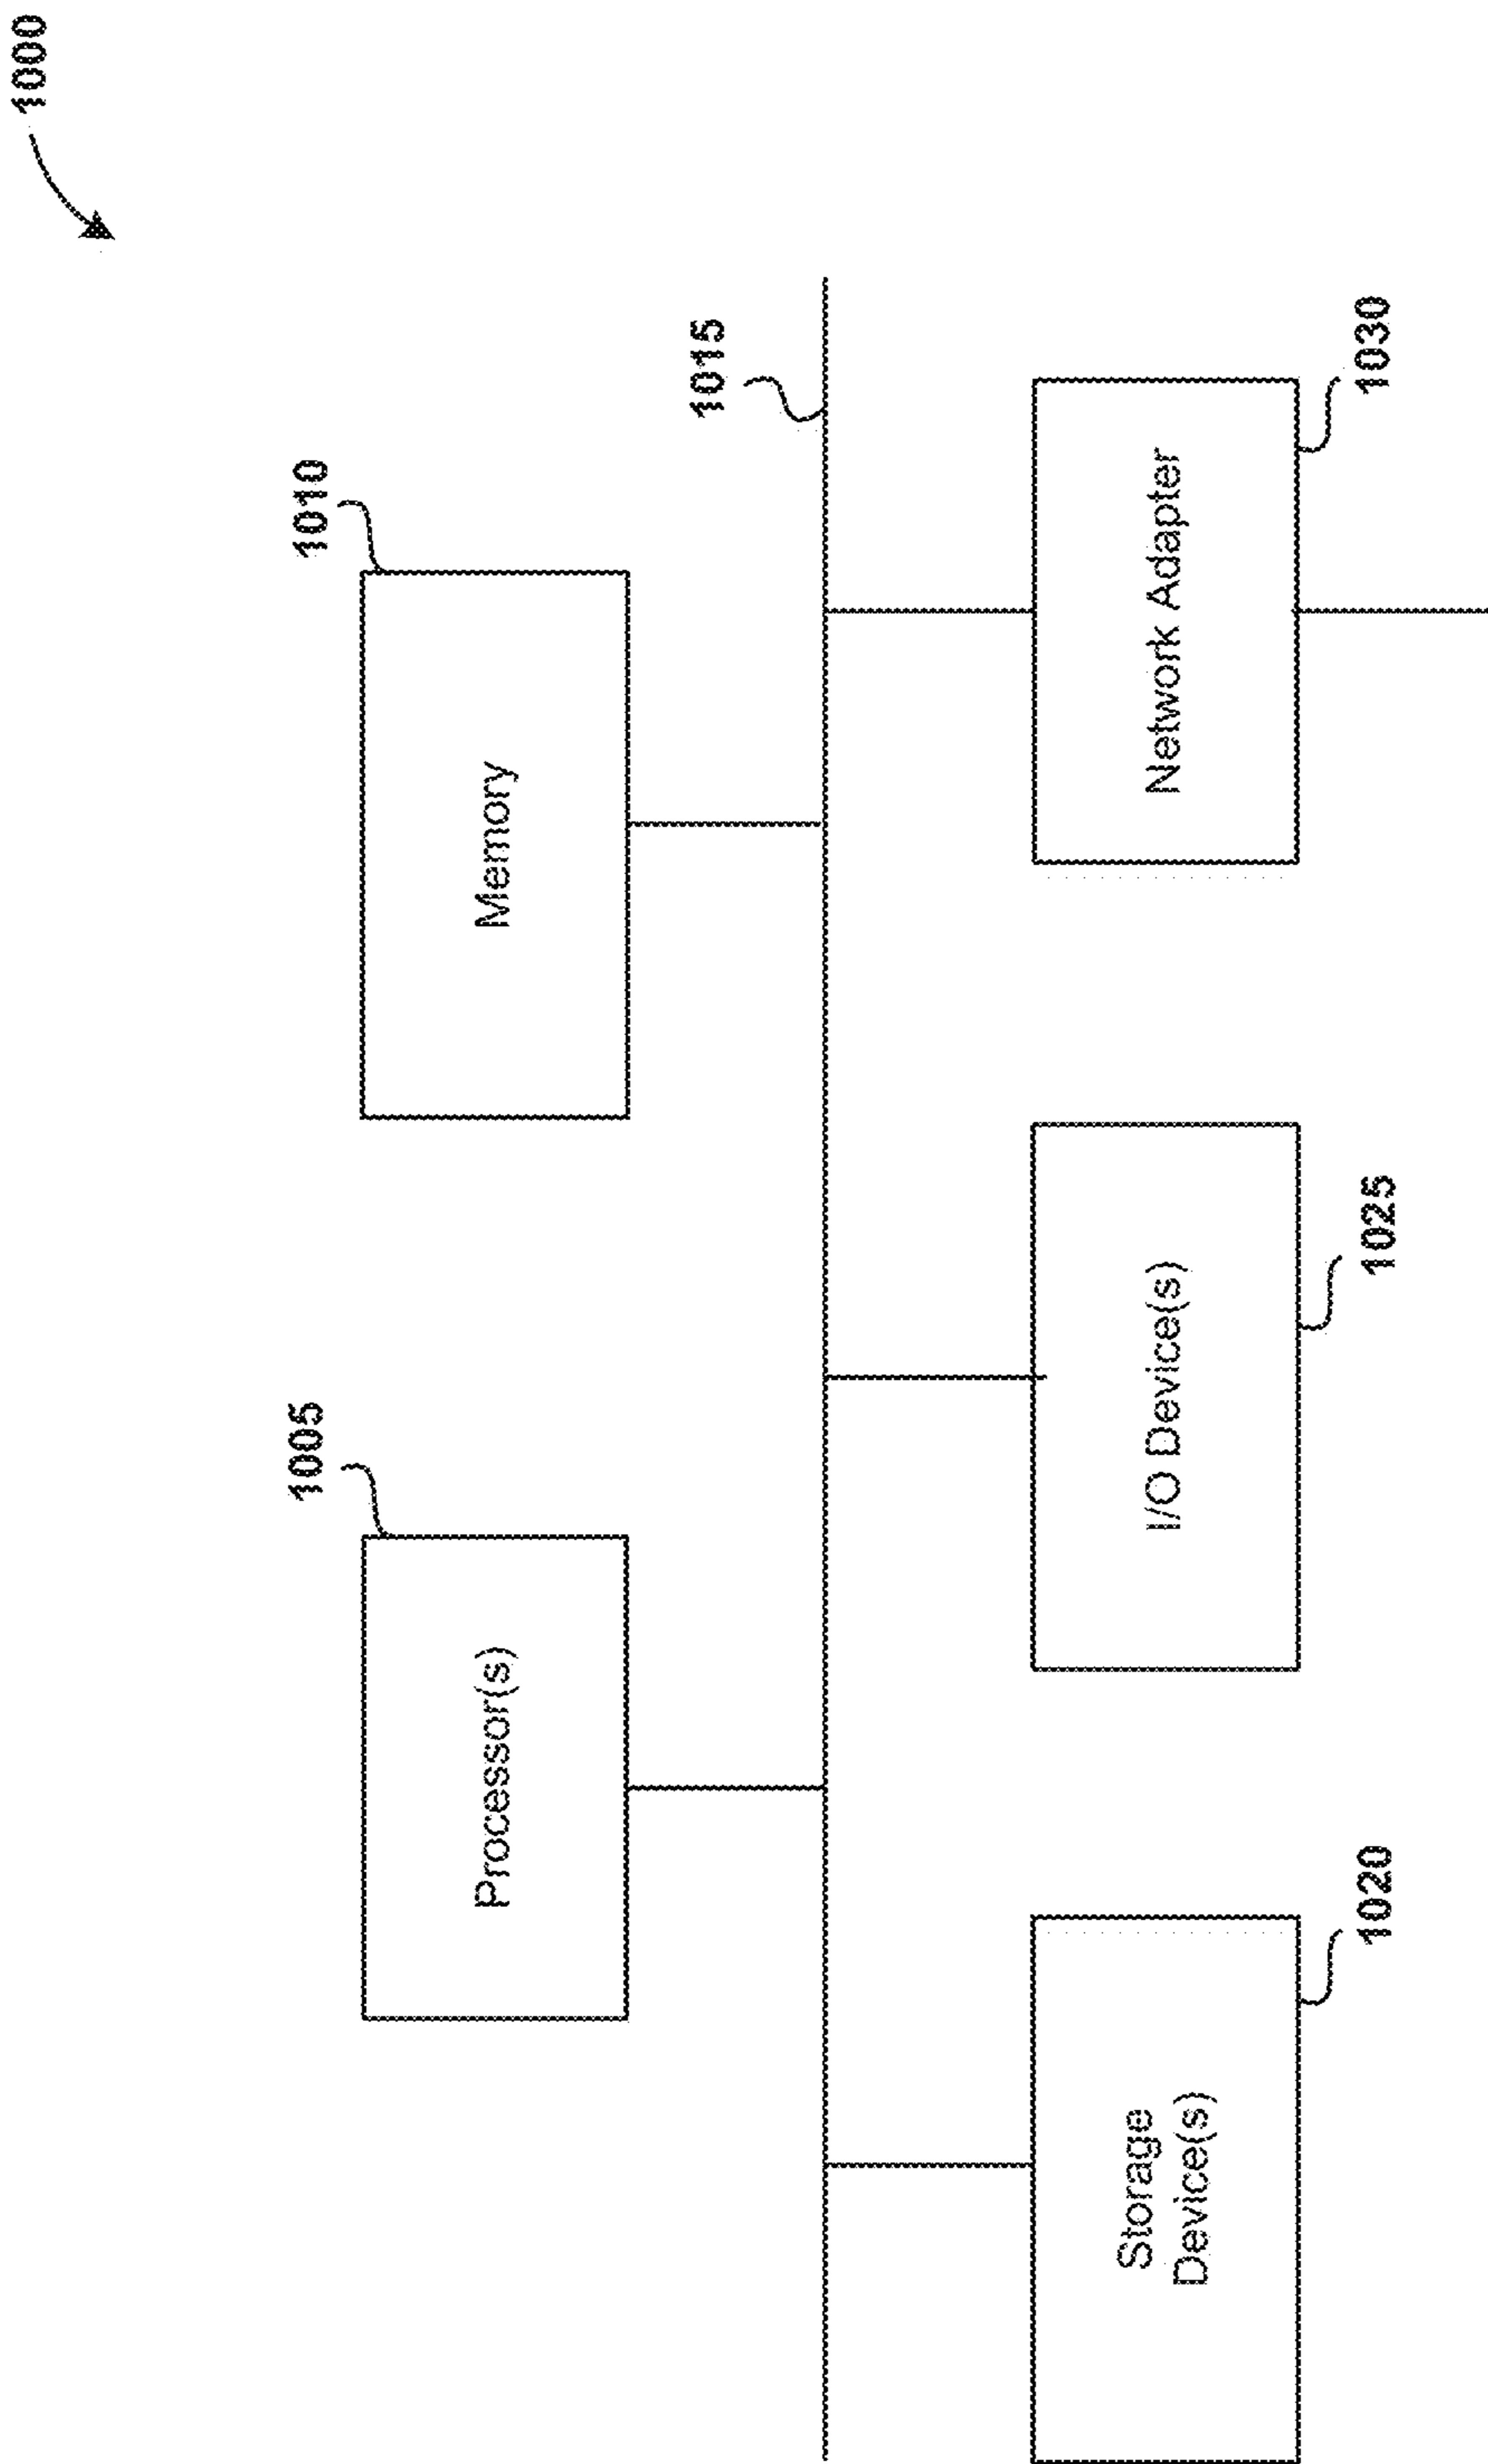 1000
1005
1010
Processor(s)
Memory
1015
Storage
Device(s)
I/O Device(s)
Network Adapter
1020
1025
1030